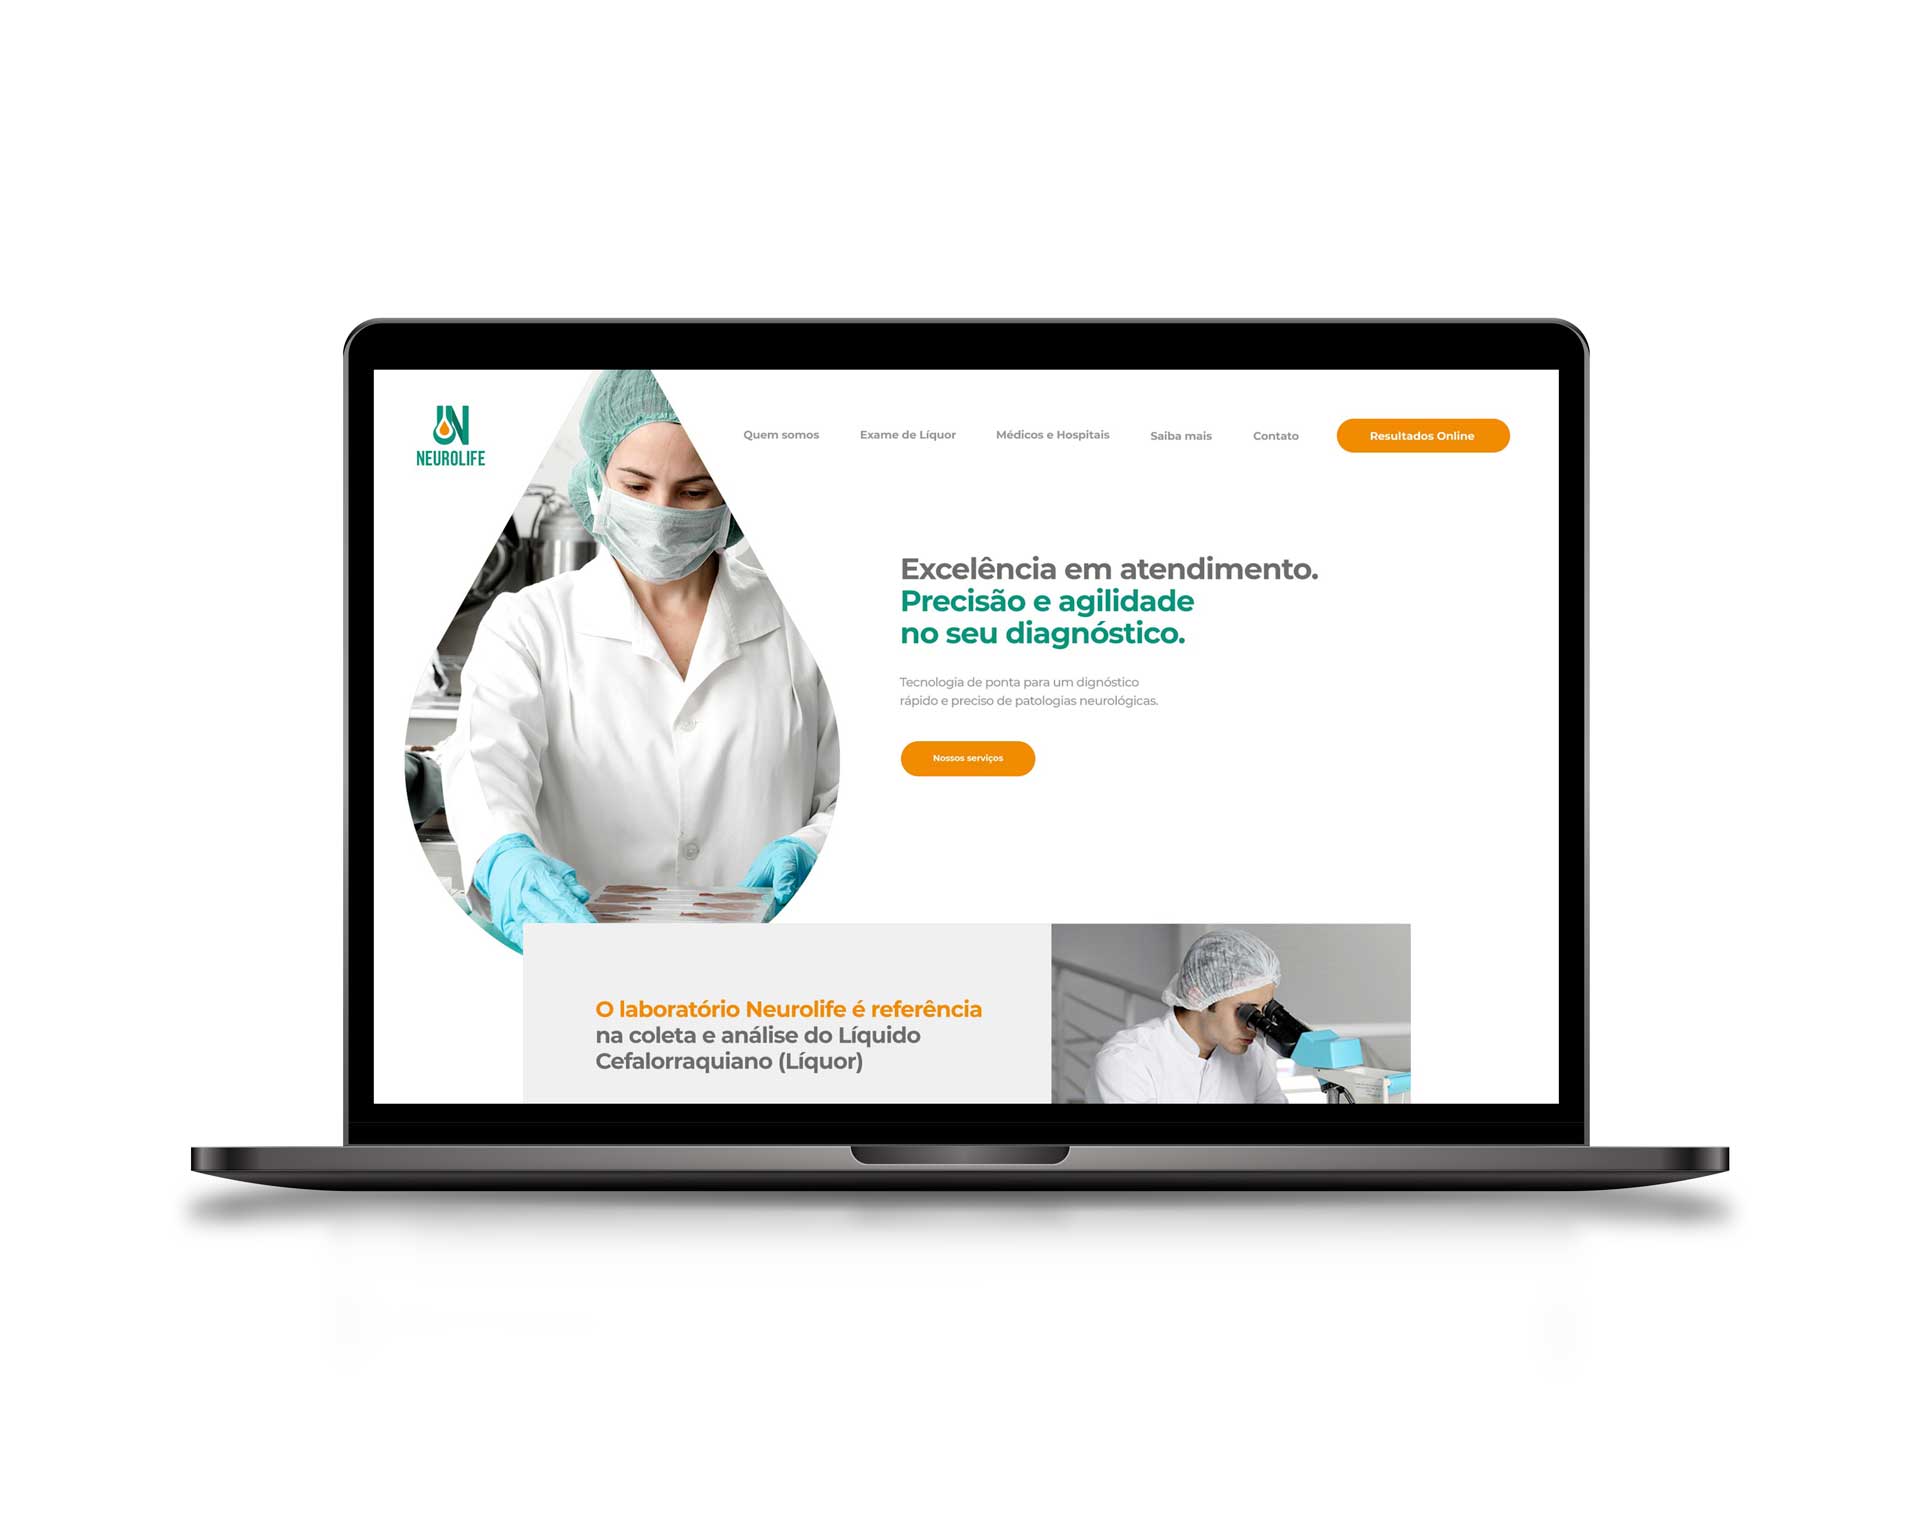 NEUROLIFE
Quem somos
Exame de Líquor
Médicos e Hospitais
Saiba mais
Contato
Resultados Online
Excelência em atendimento.
Precisão e agilidade
no seu diagnóstico.
Tecnologia de ponta para um dignóstico
rápido e preciso de patologias neurológicas.
Nossos serviços
O laboratório Neurolife é referência
na coleta e análise do Líquido
Cefalorraquiano (Líquor)